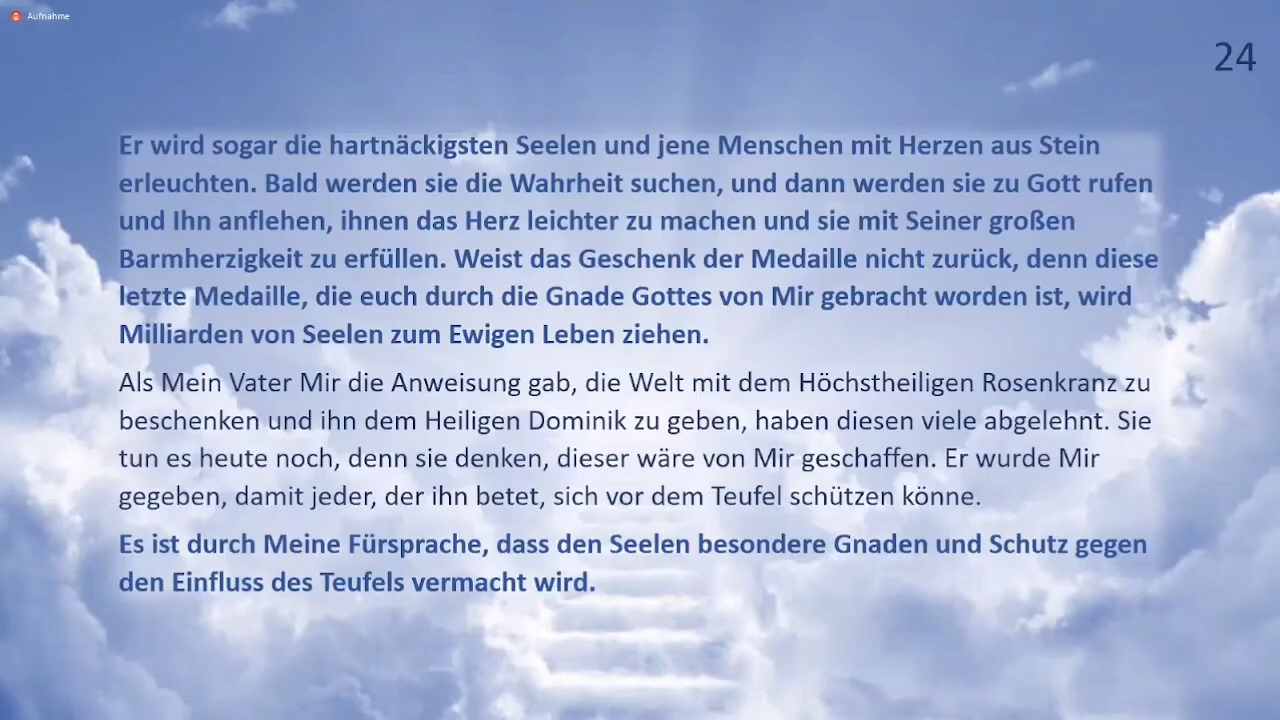 Aufnahme
24
Er wird sogar die hartnäckigsten Seelen und jene Menschen mit Herzen aus Stein
erleuchten. Bald werden sie die Wahrheit suchen, und dann werden sie zu Gott rufen
und Ihn anflehen, ihnen das Herz leichter zu machen und sie mit Seiner großen
Barmherzigkeit zu erfüllen. Weist das Geschenk der Medaille nicht zurück, denn diese
letzte Medaille, die euch durch die Gnade Gottes von Mir gebracht worden ist, wird
Milliarden von Seelen zum Ewigen Leben ziehen.
Als Mein Vater Mir die Anweisung gab, die Welt mit dem Höchstheiligen Rosenkranz zu
beschenken und ihn dem Heiligen Dominik zu geben, haben diesen viele abgelehnt. Sie
tun es heute noch, denn sie denken, dieser wäre von Mir geschaffen. Er wurde Mir
gegeben, damit jeder, der ihn betet, sich vor dem Teufel schützen könne.
Es ist durch Meine Fürsprache, dass den Seelen besondere Gnaden und Schutz gegen
den Einfluss des Teufels vermacht wird.